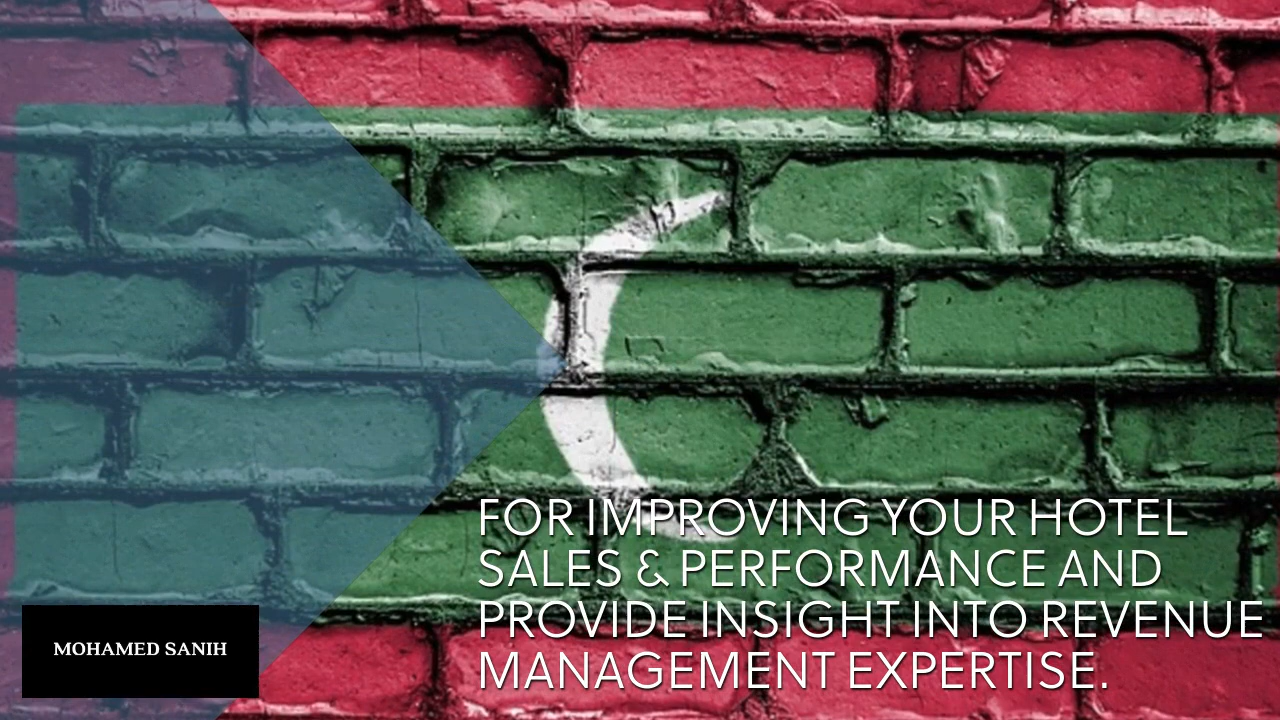 FOR IMPROVING YOUR HOTEL
SALES & PERFORMANCE AND
PROVIDE INSIGHT INTO REVENUE
MANAGEMENT EXPERTISE.
MOHAMED SANIH